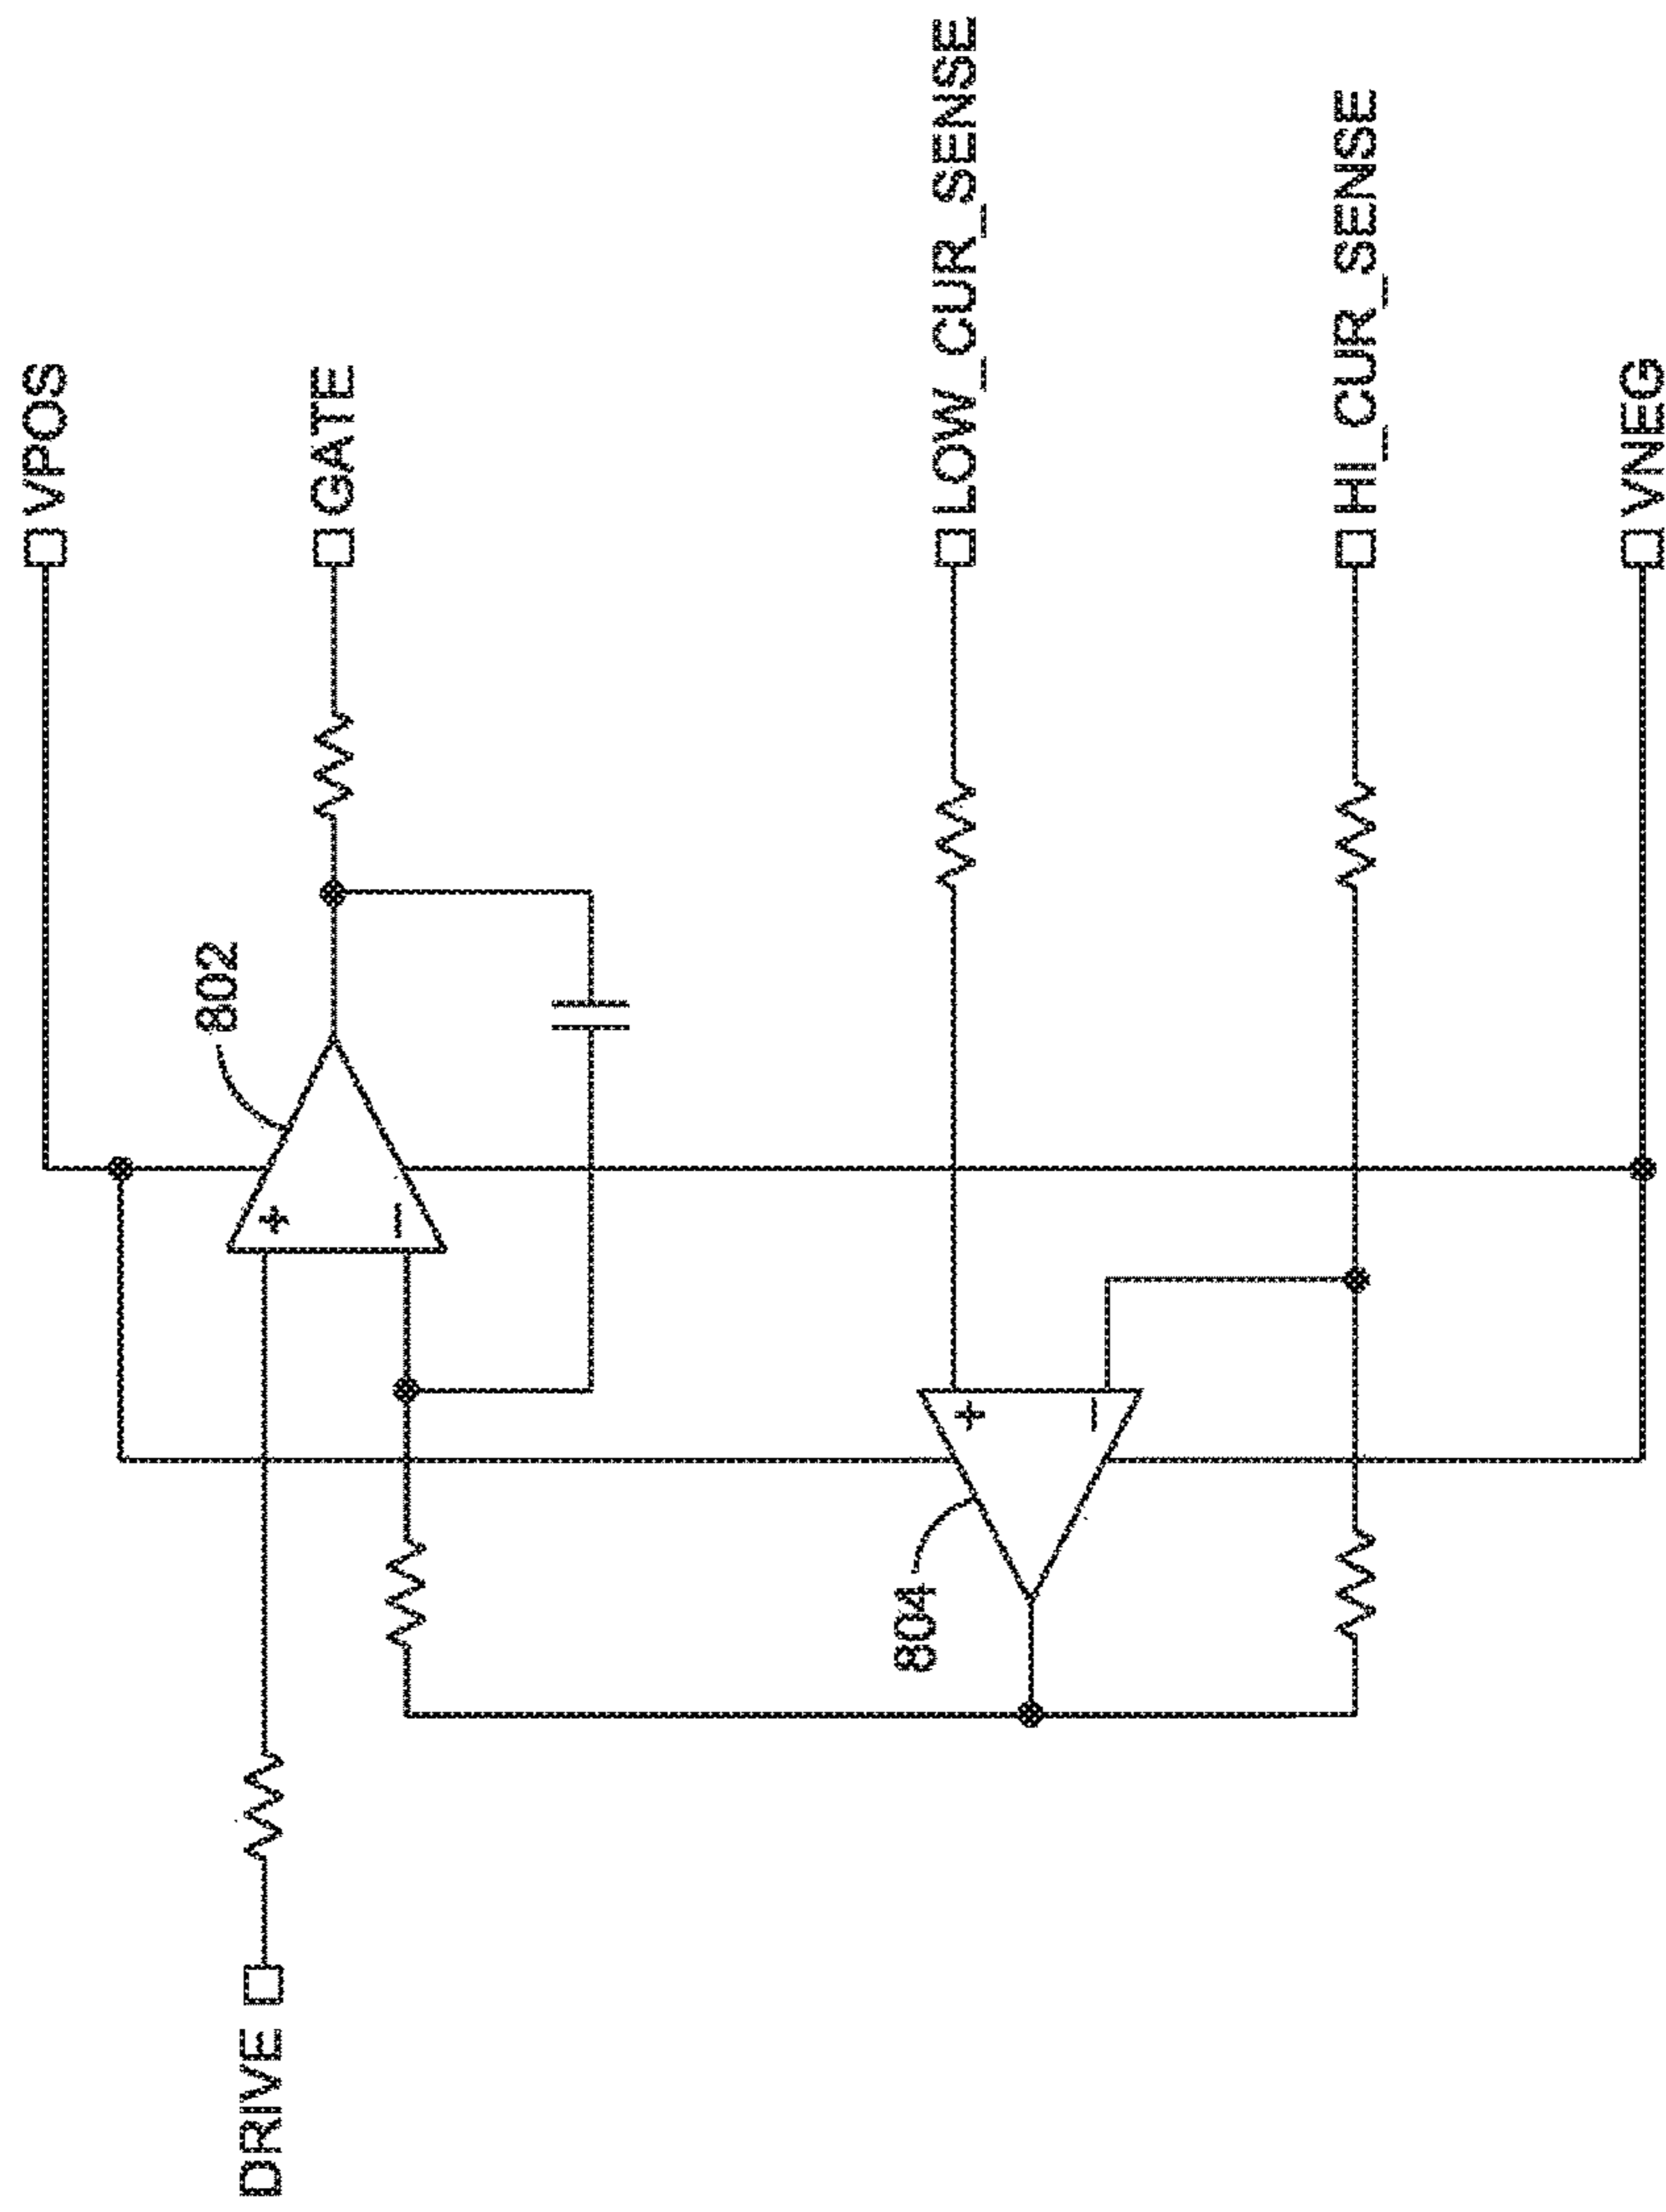 VPOS
GATE
802
DRIVE
+
−
LOW_CUR_SENSE
804
+
−
HI_CUR_SENSE
VNEG